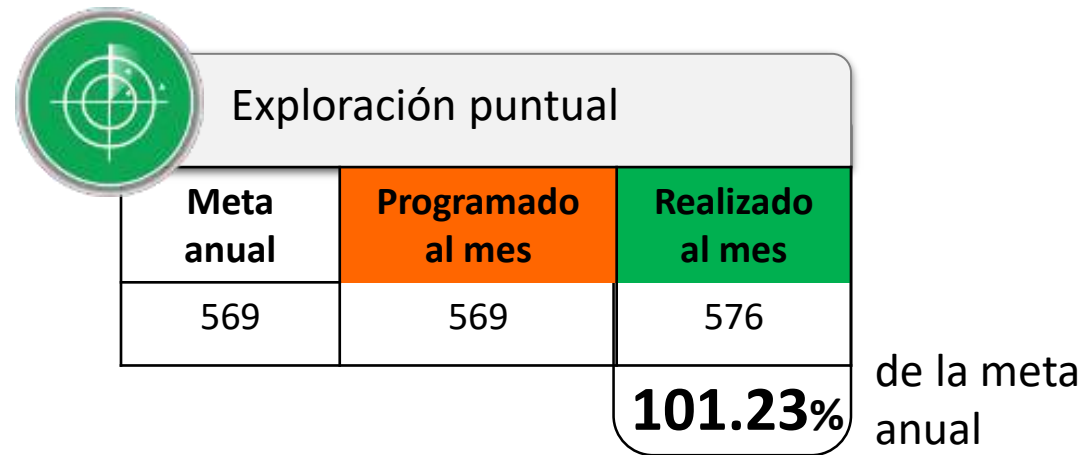 Exploración puntual
Meta anual
Programado al mes
Realizado al mes
569
569
576
101.23%
de la meta
anual